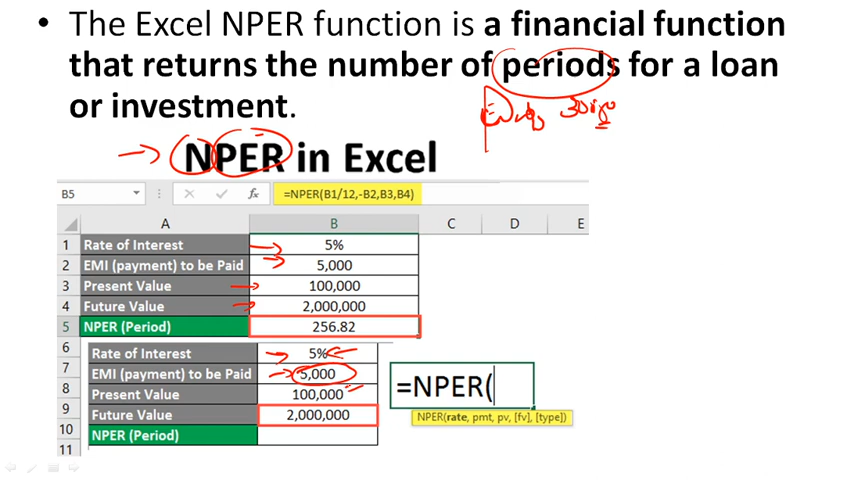 • The Excel NPER function is a financial function
that returns the number of periods for a loan
or investment.
NPER in Excel
B5 fx =NPER(B1/12,-B2,B3,B4)
A B C D E
1 Rate of Interest 5%
2 EMI (payment) to be Paid 5,000
3 Present Value 100,000
4 Future Value 2,000,000
5 NPER (Period) 256.82
6 Rate of Interest 5%
7 EMI (payment) to be Paid 5,000
8 Present Value 100,000
9 Future Value 2,000,000
10 NPER (Period)
11
=NPER(
NPER(rate, pmt, pv, [fv], [type])